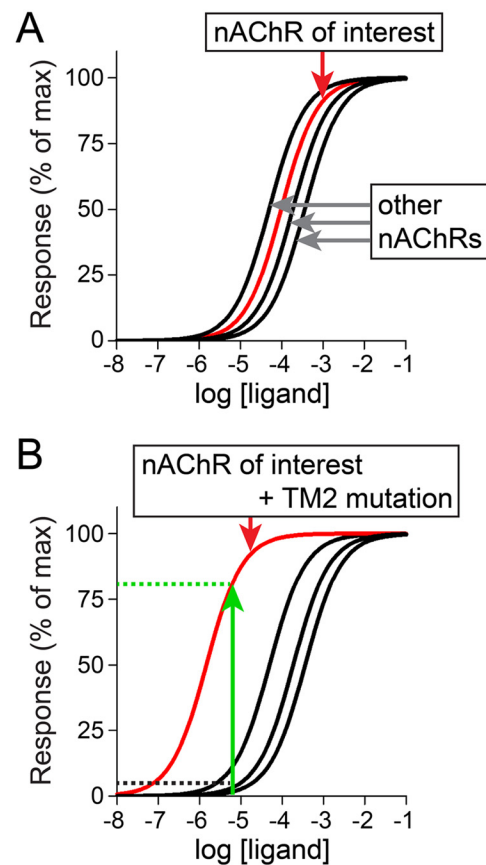 A
nAChR of interest
Response (% of max)
100
75
50
25
0
other
nAChRs
-8 -7 -6 -5 -4 -3 -2 -1
log [ligand]
B
nAChR of interest
+ TM2 mutation
Response (% of max)
100
75
50
25
0
-8 -7 -6 -5 -4 -3 -2 -1
log [ligand]